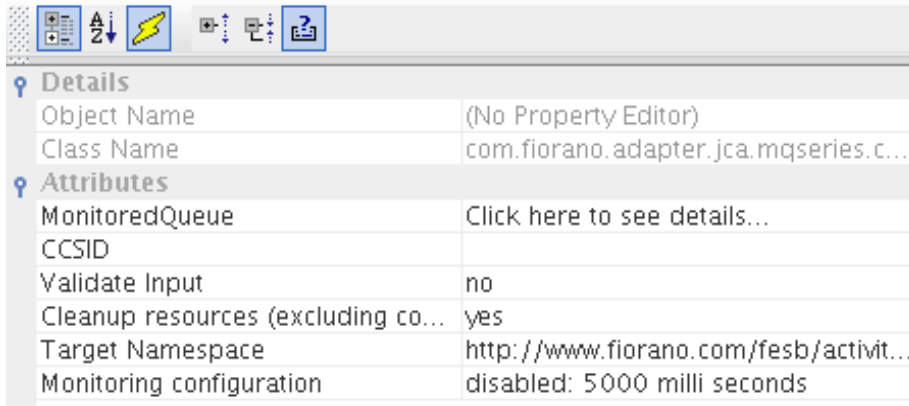 A
Z
Details
Object Name (No Property Editor)
Class Name com.fiorano.adapter.jca.mqseries.c...
Attributes
MonitoredQueue Click here to see details...
CCSID
Validate Input no
Cleanup resources (excluding co... yes
Target Namespace http://www.fiorano.com/fesb/activit...
Monitoring configuration disabled: 5000 milli seconds